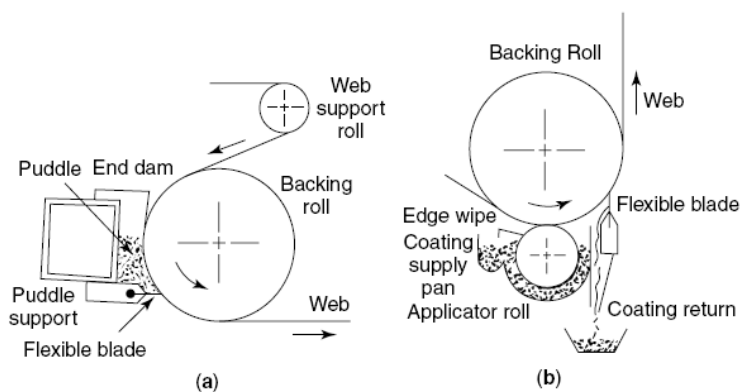 Web
support
roll
Puddle
End dam
Backing
roll
Puddle
support
Web
Flexible blade
(a)
Backing Roll
Web
Flexible blade
Edge wipe
Coating
supply
pan
Applicator roll
Coating return
(b)